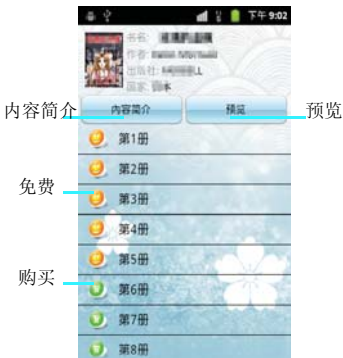 下午 9:02
书名:
作者:
出版社:
国家:
内容简介 内容简介 预览 预览
第1册
第2册
免费 第3册
第4册
第5册
购买 第6册
第7册
第8册